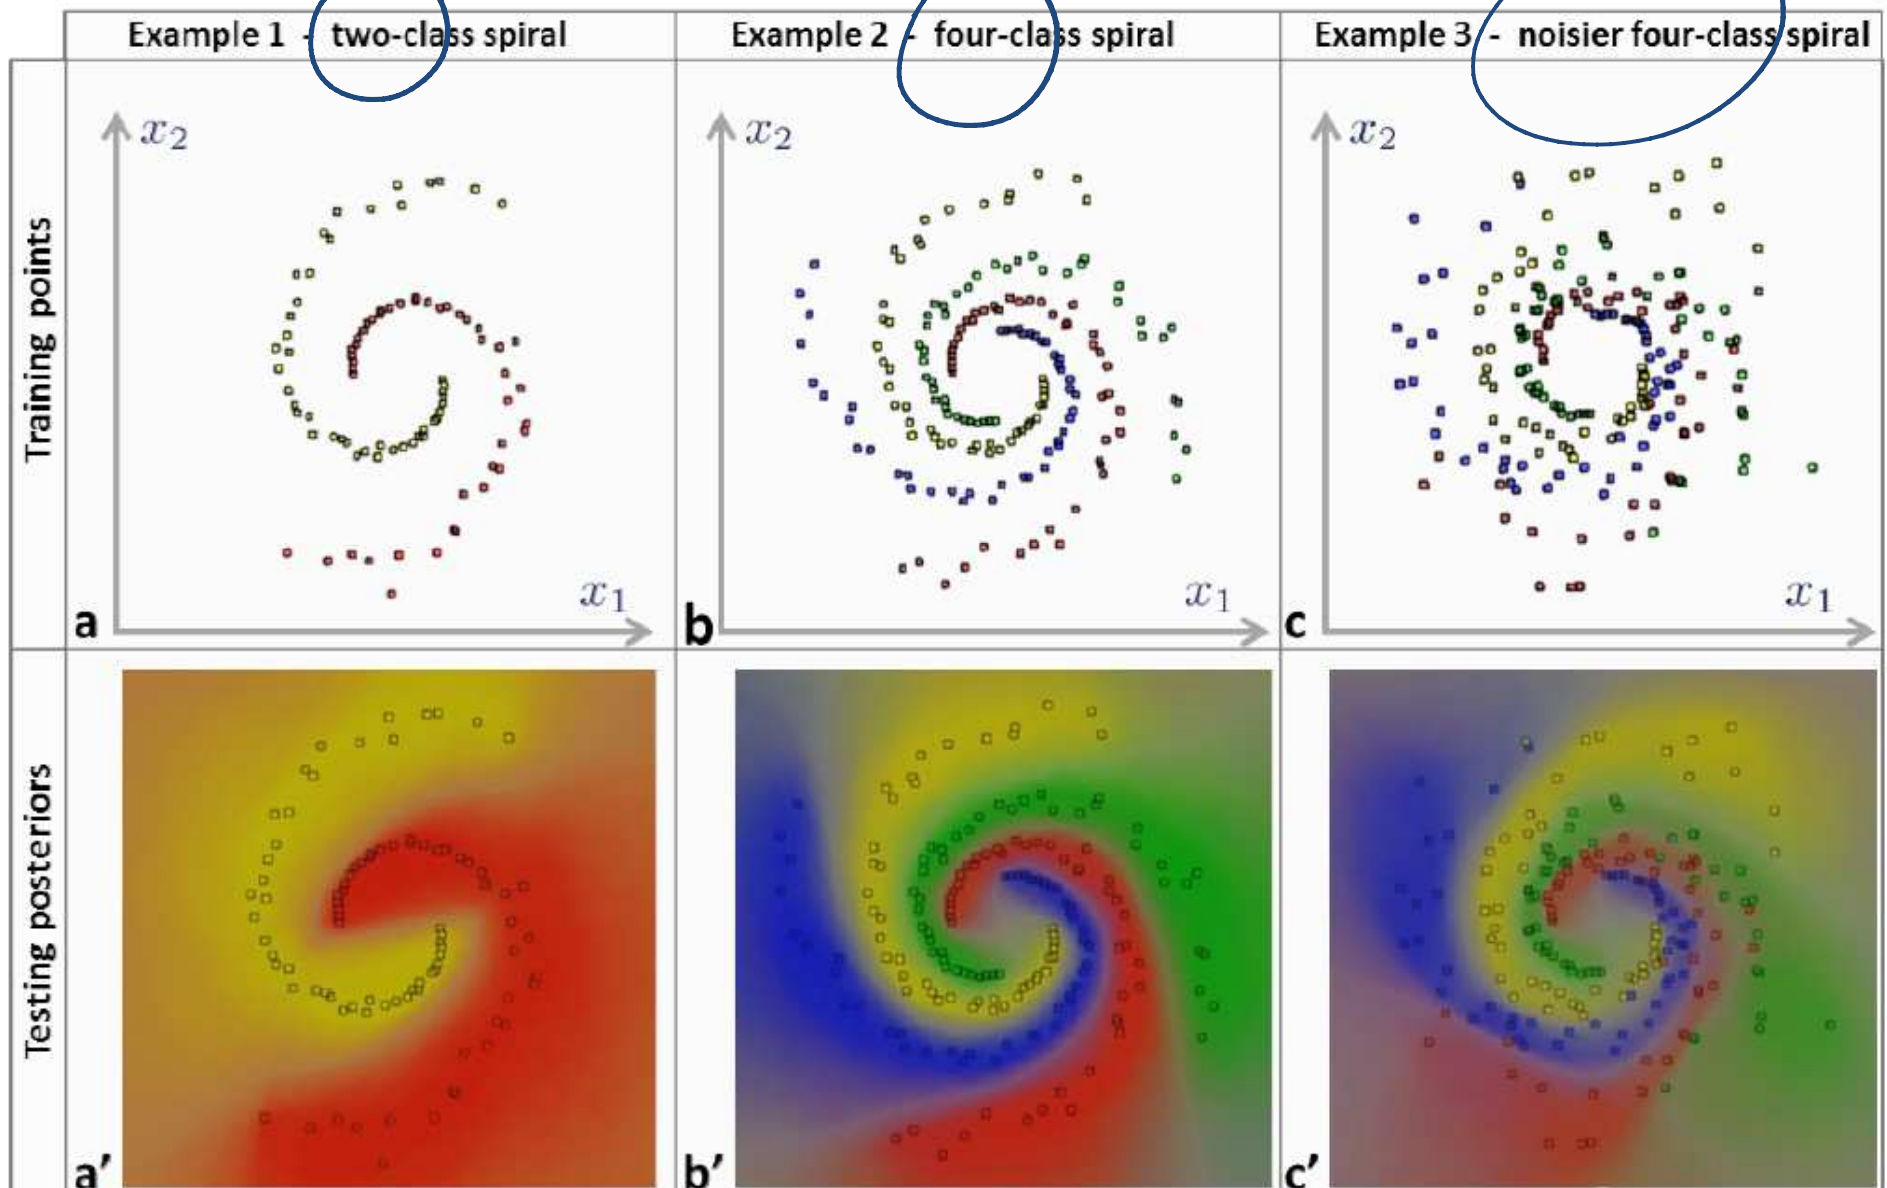 Example 1 - two-class spiral
Example 2 - four-class spiral
Example 3 - noisier four-class spiral
Training points
x2
x1
a
x2
x1
b
x2
x1
c
Testing posteriors
a′
b′
c′